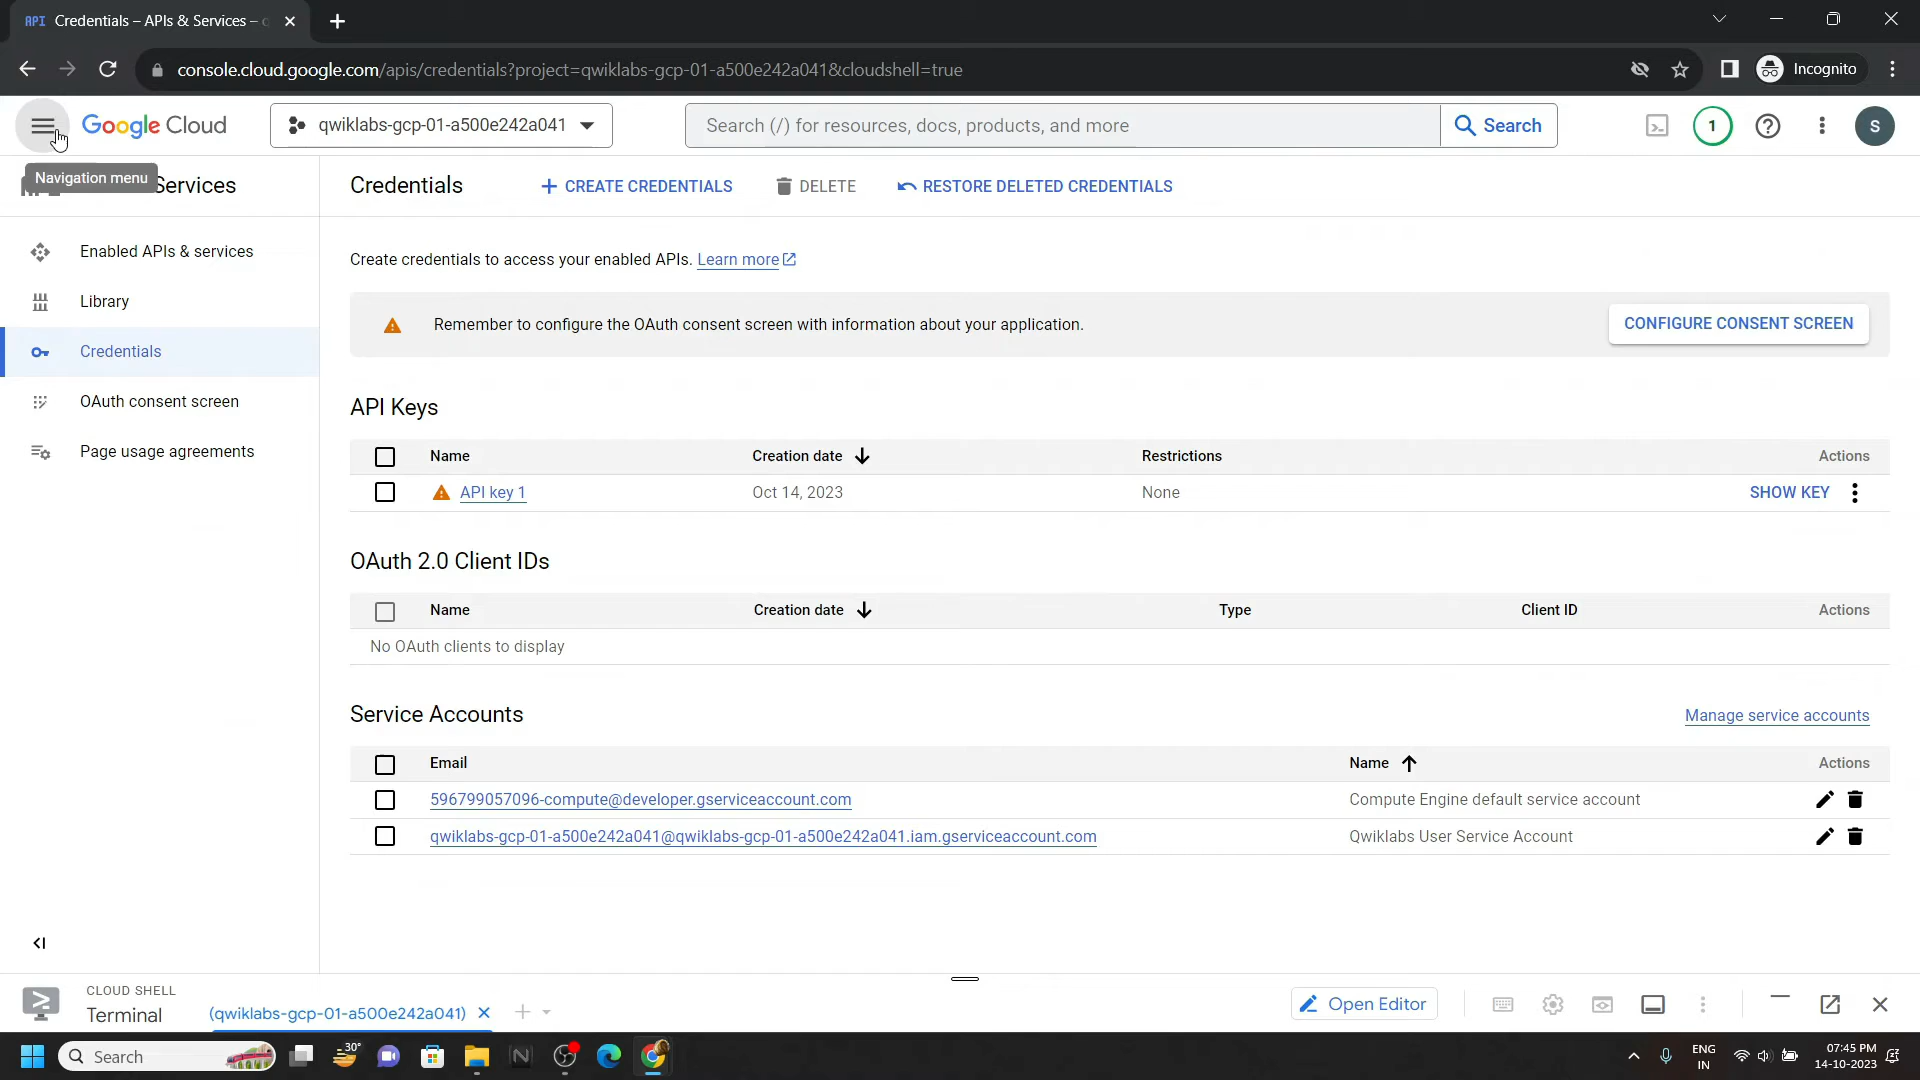 API Credentials – APIs & Services –
console.cloud.google.com/apis/credentials?project=qwiklabs-gcp-01-a500e242a041&cloudshell=true
Incognito
Google Cloud
qwiklabs-gcp-01-a500e242a041
Search (/) for resources, docs, products, and more
Search
1
S
Navigation menu
Services
Credentials
CREATE CREDENTIALS
DELETE
RESTORE DELETED CREDENTIALS
Enabled APIs & services
Library
Credentials
OAuth consent screen
Page usage agreements
Create credentials to access your enabled APIs. Learn more
Remember to configure the OAuth consent screen with information about your application.
CONFIGURE CONSENT SCREEN
API Keys
Name Creation date Restrictions Actions
API key 1 Oct 14, 2023 None SHOW KEY
OAuth 2.0 Client IDs
Name Creation date Type Client ID Actions
No OAuth clients to display
Service Accounts
Manage service accounts
Email Name Actions
596799057096-compute@developer.gserviceaccount.com Compute Engine default service account
qwiklabs-gcp-01-a500e242a041@qwiklabs-gcp-01-a500e242a041.iam.gserviceaccount.com Qwiklabs User Service Account
CLOUD SHELL
Terminal
(qwiklabs-gcp-01-a500e242a041)
Open Editor
Search
30°
ENG
IN
07:45 PM
14-10-2023